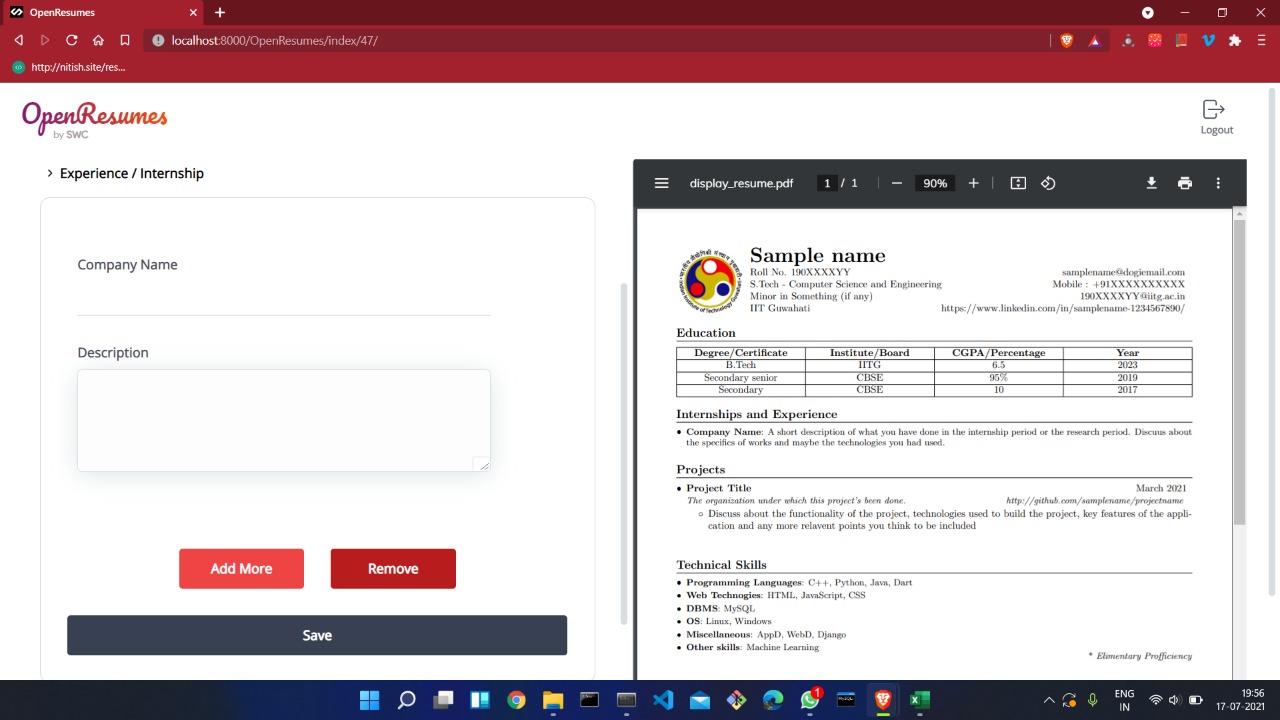 OpenResumes
localhost:8000/OpenResumes/index/47/
http://nitish.site/res...
OpenResumes
by SWC
Logout
Experience / Internship
Company Name
Description
Add More
Remove
Save
display_resume.pdf
1 / 1
90%
Sample name
Roll No. 190XXXXYY
samplename@dogiemail.com
S.Tech - Computer Science and Engineering
Mobile : +91XXXXXXXXXX
Minor in Something (if any)
190XXXXYY@iitg.ac.in
IIT Guwahati
https://www.linkedin.com/in/samplename-1234567890/
Education
Degree/Certificate Institute/Board CGPA/Percentage Year
B.Tech IITG 6.5 2023
Secondary senior CBSE 95% 2019
Secondary CBSE 10 2017
Internships and Experience
• Company Name: A short description of what you have done in the internship period or the research period. Discuus about
the specifics of works and maybe the technologies you had used.
Projects
• Project Title March 2021
The organization under which this project's been done. http://github.com/samplename/projectname
Discuss about the functionality of the project, technologies used to build the project, key features of the appli-
cation and any more relavent points you think to be included
Technical Skills
• Programming Languages: C++, Python, Java, Dart
• Web Technogies: HTML, JavaScript, CSS
• DBMS: MySQL
• OS: Linux, Windows
• Miscellaneous: AppD, WebD, Django
• Other skills: Machine Learning
* Elimentary Profficiency
1
ENG
IN
19:56
17-07-2021